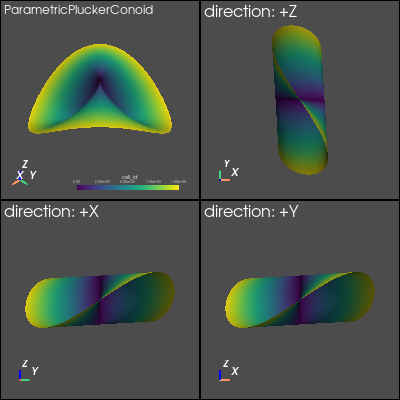 ParametricPluckerConoid
direction: +Z
Z
X Y
cell_id
Y
X
direction: +X
direction: +Y
Z
Y
Z
X